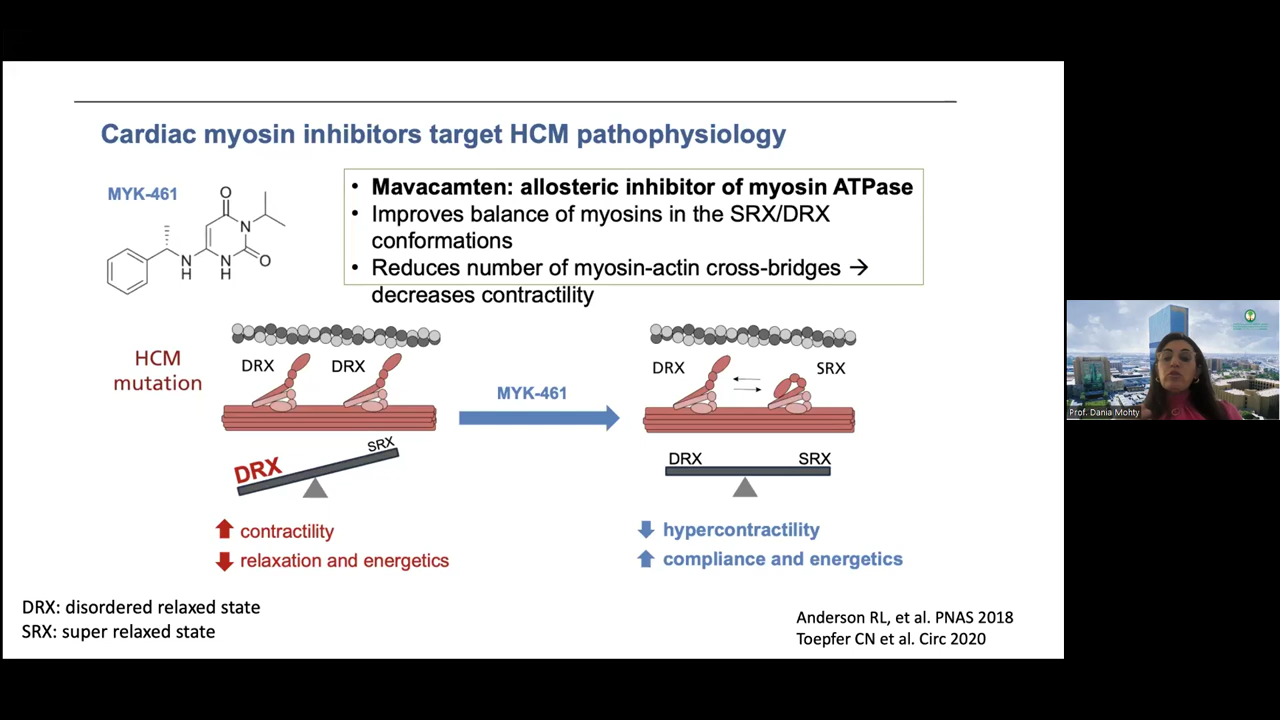 Cardiac myosin inhibitors target HCM pathophysiology
MYK-461
O
N
N
H
N
H
O
• Mavacamten: allosteric inhibitor of myosin ATPase
• Improves balance of myosins in the SRX/DRX
conformations
• Reduces number of myosin-actin cross-bridges →
decreases contractility
HCM
mutation
DRX
DRX
DRX
SRX
contractility
relaxation and energetics
MYK-461
DRX
SRX
DRX
SRX
hypercontractility
compliance and energetics
DRX: disordered relaxed state
SRX: super relaxed state
Anderson RL, et al. PNAS 2018
Toepfer CN et al. Circ 2020
Prof. Dania Mohty